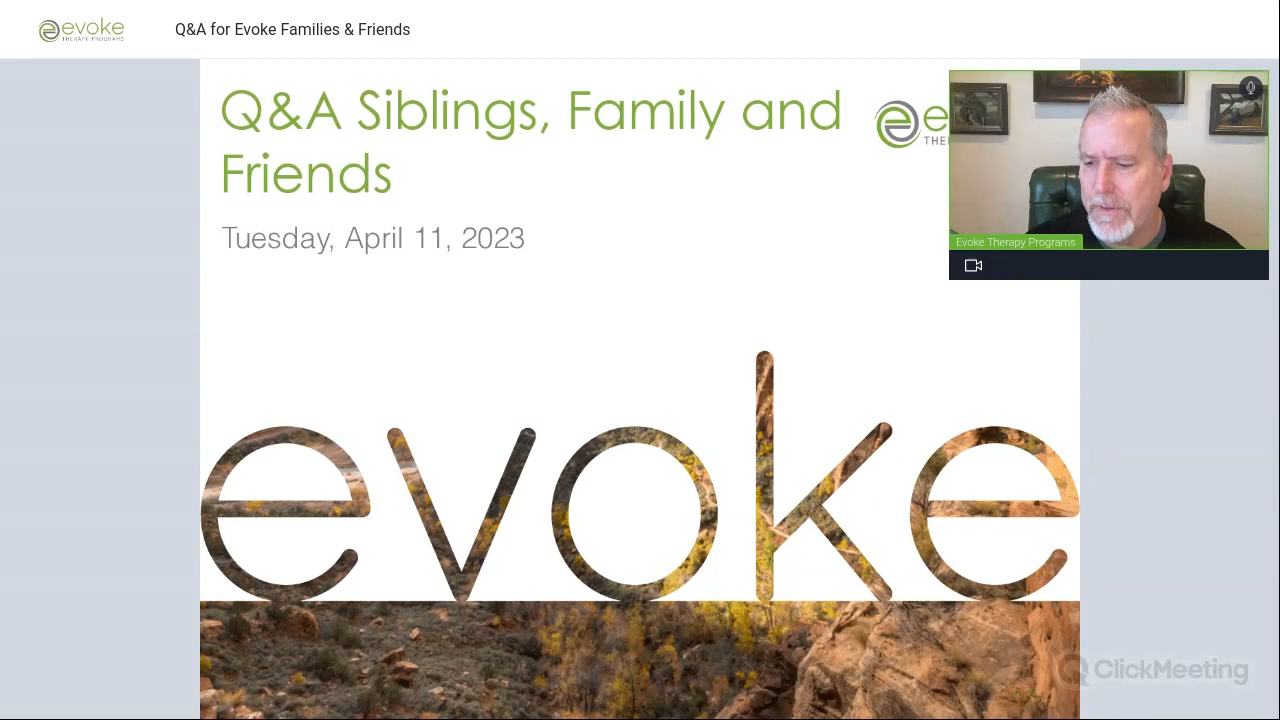 evoke
THERAPY PROGRAMS
Q&A for Evoke Families & Friends
Q&A Siblings, Family and
Friends
e
THE
Tuesday, April 11, 2023
Evoke Therapy Programs
evoke
ClickMeeting